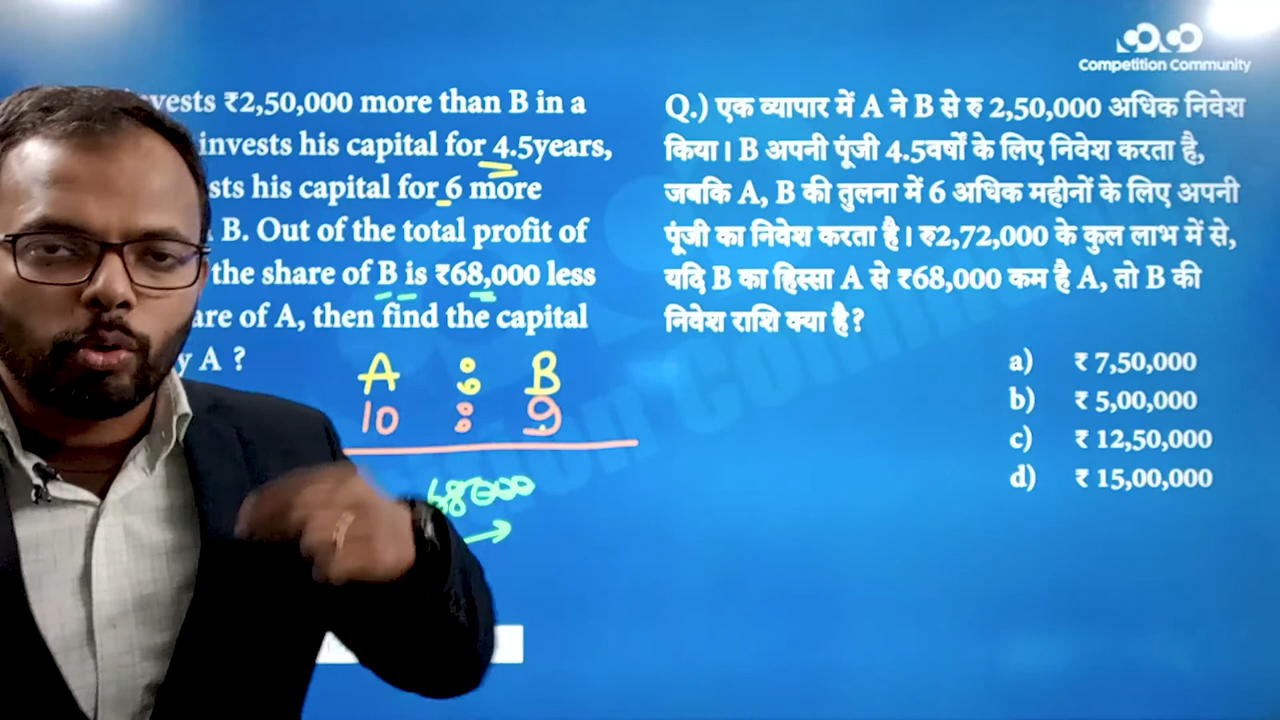 Competition Community
invests ₹2,50,000 more than B in a
invests his capital for 4.5years,
his capital for 6 more
B. Out of the total profit of
the share of B is ₹68,000 less
of A, then find the capital
A ?
A : B
10 : 9
68000
Q.) एक व्यापार में A ने B से रु 2,50,000 अधिक निवेश
किया। B अपनी पूंजी 4.5वर्षों के लिए निवेश करता है,
जबकि A, B की तुलना में 6 अधिक महीनों के लिए अपनी
पूंजी का निवेश करता है। रु2,72,000 के कुल लाभ में से,
यदि B का हिस्सा A से ₹68,000 कम है A, तो B की
निवेश राशि क्या है?
a) ₹ 7,50,000
b) ₹ 5,00,000
c) ₹ 12,50,000
d) ₹ 15,00,000